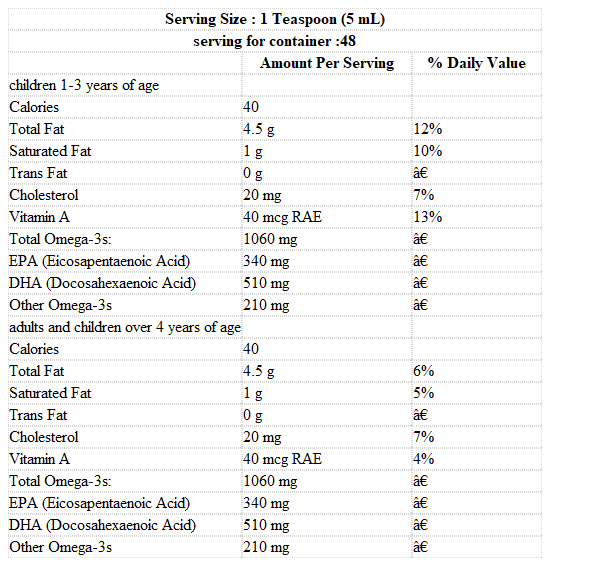 Serving Size : 1 Teaspoon (5 mL)
serving for container :48
Amount Per Serving % Daily Value
children 1-3 years of age
Calories 40
Total Fat 4.5 g 12%
Saturated Fat 1 g 10%
Trans Fat 0 g â€
Cholesterol 20 mg 7%
Vitamin A 40 mcg RAE 13%
Total Omega-3s: 1060 mg â€
EPA (Eicosapentaenoic Acid) 340 mg â€
DHA (Docosahexaenoic Acid) 510 mg â€
Other Omega-3s 210 mg â€
adults and children over 4 years of age
Calories 40
Total Fat 4.5 g 6%
Saturated Fat 1 g 5%
Trans Fat 0 g â€
Cholesterol 20 mg 7%
Vitamin A 40 mcg RAE 4%
Total Omega-3s: 1060 mg â€
EPA (Eicosapentaenoic Acid) 340 mg â€
DHA (Docosahexaenoic Acid) 510 mg â€
Other Omega-3s 210 mg â€